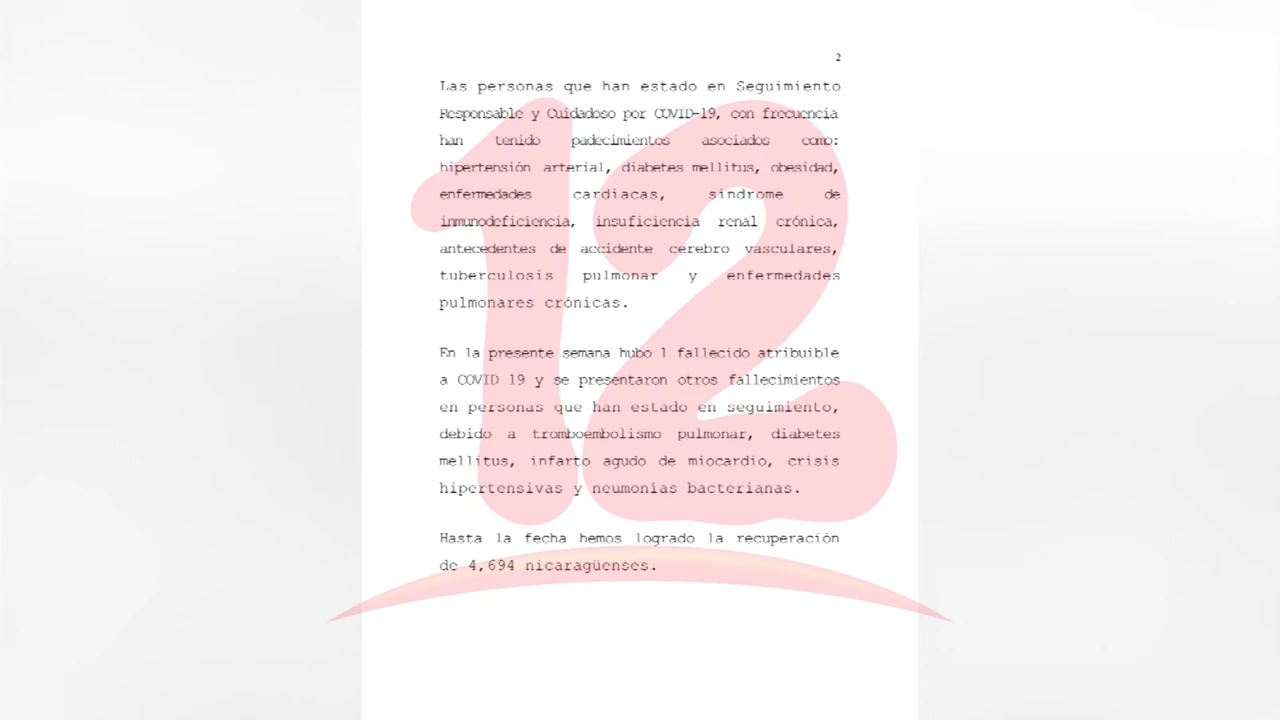 2
Las personas que han estado en Seguimiento
Responsable y Cuidadoso por COVID-19, con frecuencia
han tenido padecimientos asociados como:
hipertensión arterial, diabetes mellitus, obesidad,
enfermedades cardíacas, síndrome de
inmunodeficiencia, insuficiencia renal crónica,
antecedentes de accidente cerebro vasculares,
tuberculosis pulmonar y enfermedades
pulmonares crónicas.
En la presente semana hubo 1 fallecido atribuible
a COVID 19 y se presentaron otros fallecimientos
en personas que han estado en seguimiento,
debido a tromboembolismo pulmonar, diabetes
mellitus, infarto agudo de miocardio, crisis
hipertensivas y neumonías bacterianas.
Hasta la fecha hemos logrado la recuperación
de 4,694 nicaragüenses.
12